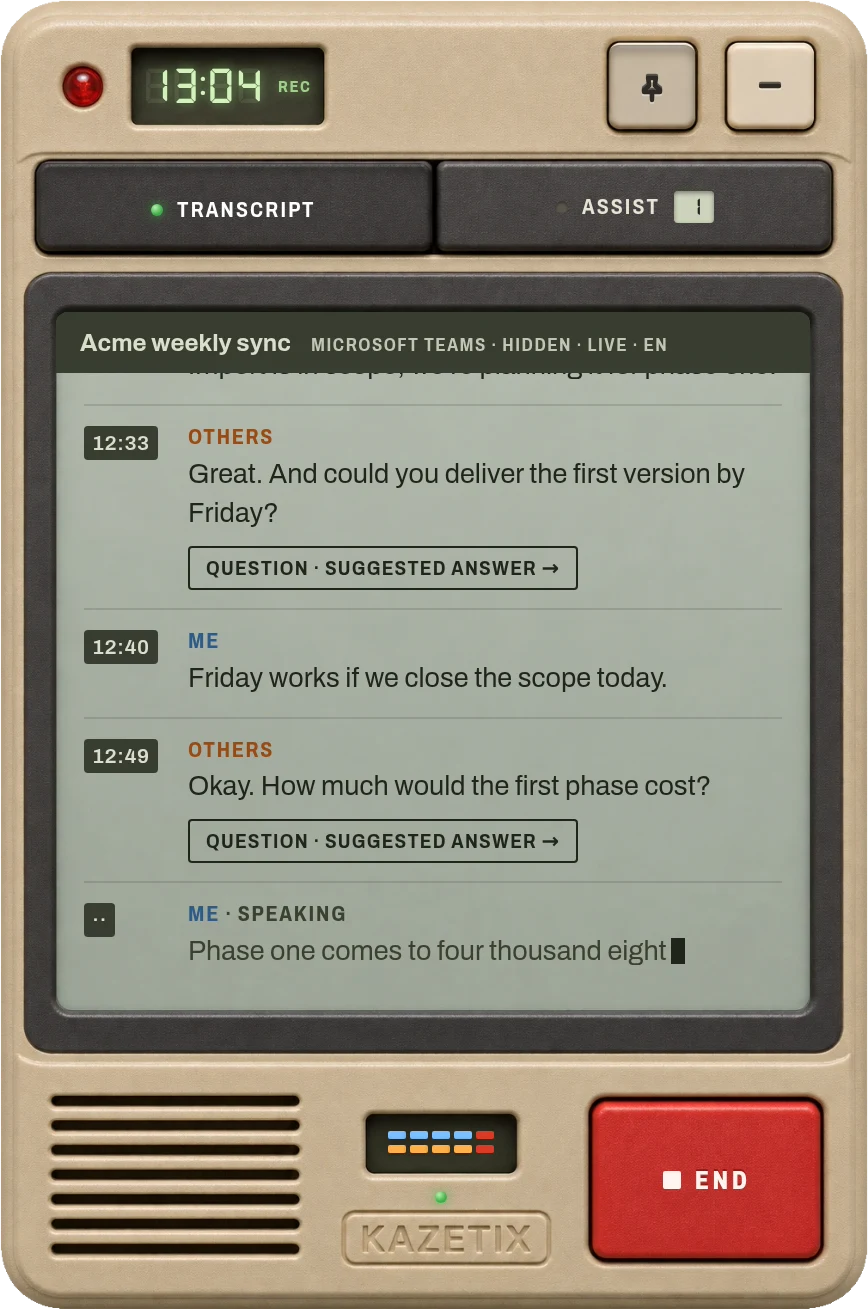 13:04 REC
TRANSCRIPT
ASSIST 1
Acme weekly sync MICROSOFT TEAMS · HIDDEN · LIVE · EN
12:33 OTHERS
Great. And could you deliver the first version by
Friday?
QUESTION · SUGGESTED ANSWER →
12:40 ME
Friday works if we close the scope today.
12:49 OTHERS
Okay. How much would the first phase cost?
QUESTION · SUGGESTED ANSWER →
·· ME · SPEAKING
Phase one comes to four thousand eight
END
KAZETIX